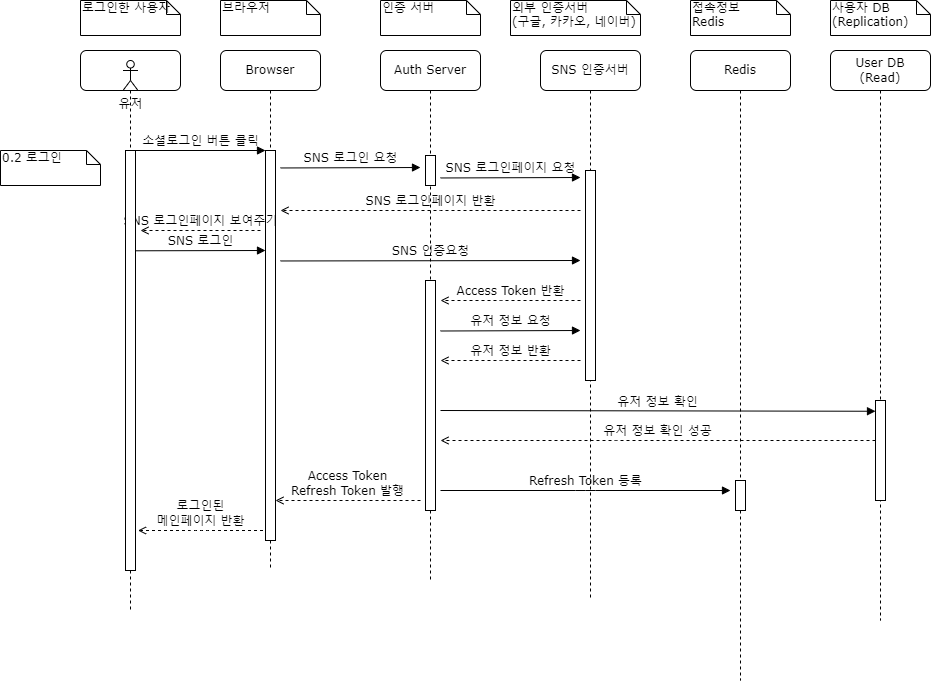 로그인한 사용자
브라우저
인증 서버
외부 인증서버
(구글, 카카오, 네이버)
접속정보
Redis
사용자 DB
(Replication)
유저
Browser
Auth Server
SNS 인증서버
Redis
User DB
(Read)
0.2 로그인
소셜로그인 버튼 클릭
SNS 로그인 요청
SNS 로그인페이지 요청
SNS 로그인페이지 반환
SNS 로그인페이지 보여주기
SNS 로그인
SNS 인증요청
Access Token 반환
유저 정보 요청
유저 정보 반환
유저 정보 확인
유저 정보 확인 성공
Access Token
Refresh Token 발행
Refresh Token 등록
로그인된
메인페이지 반환